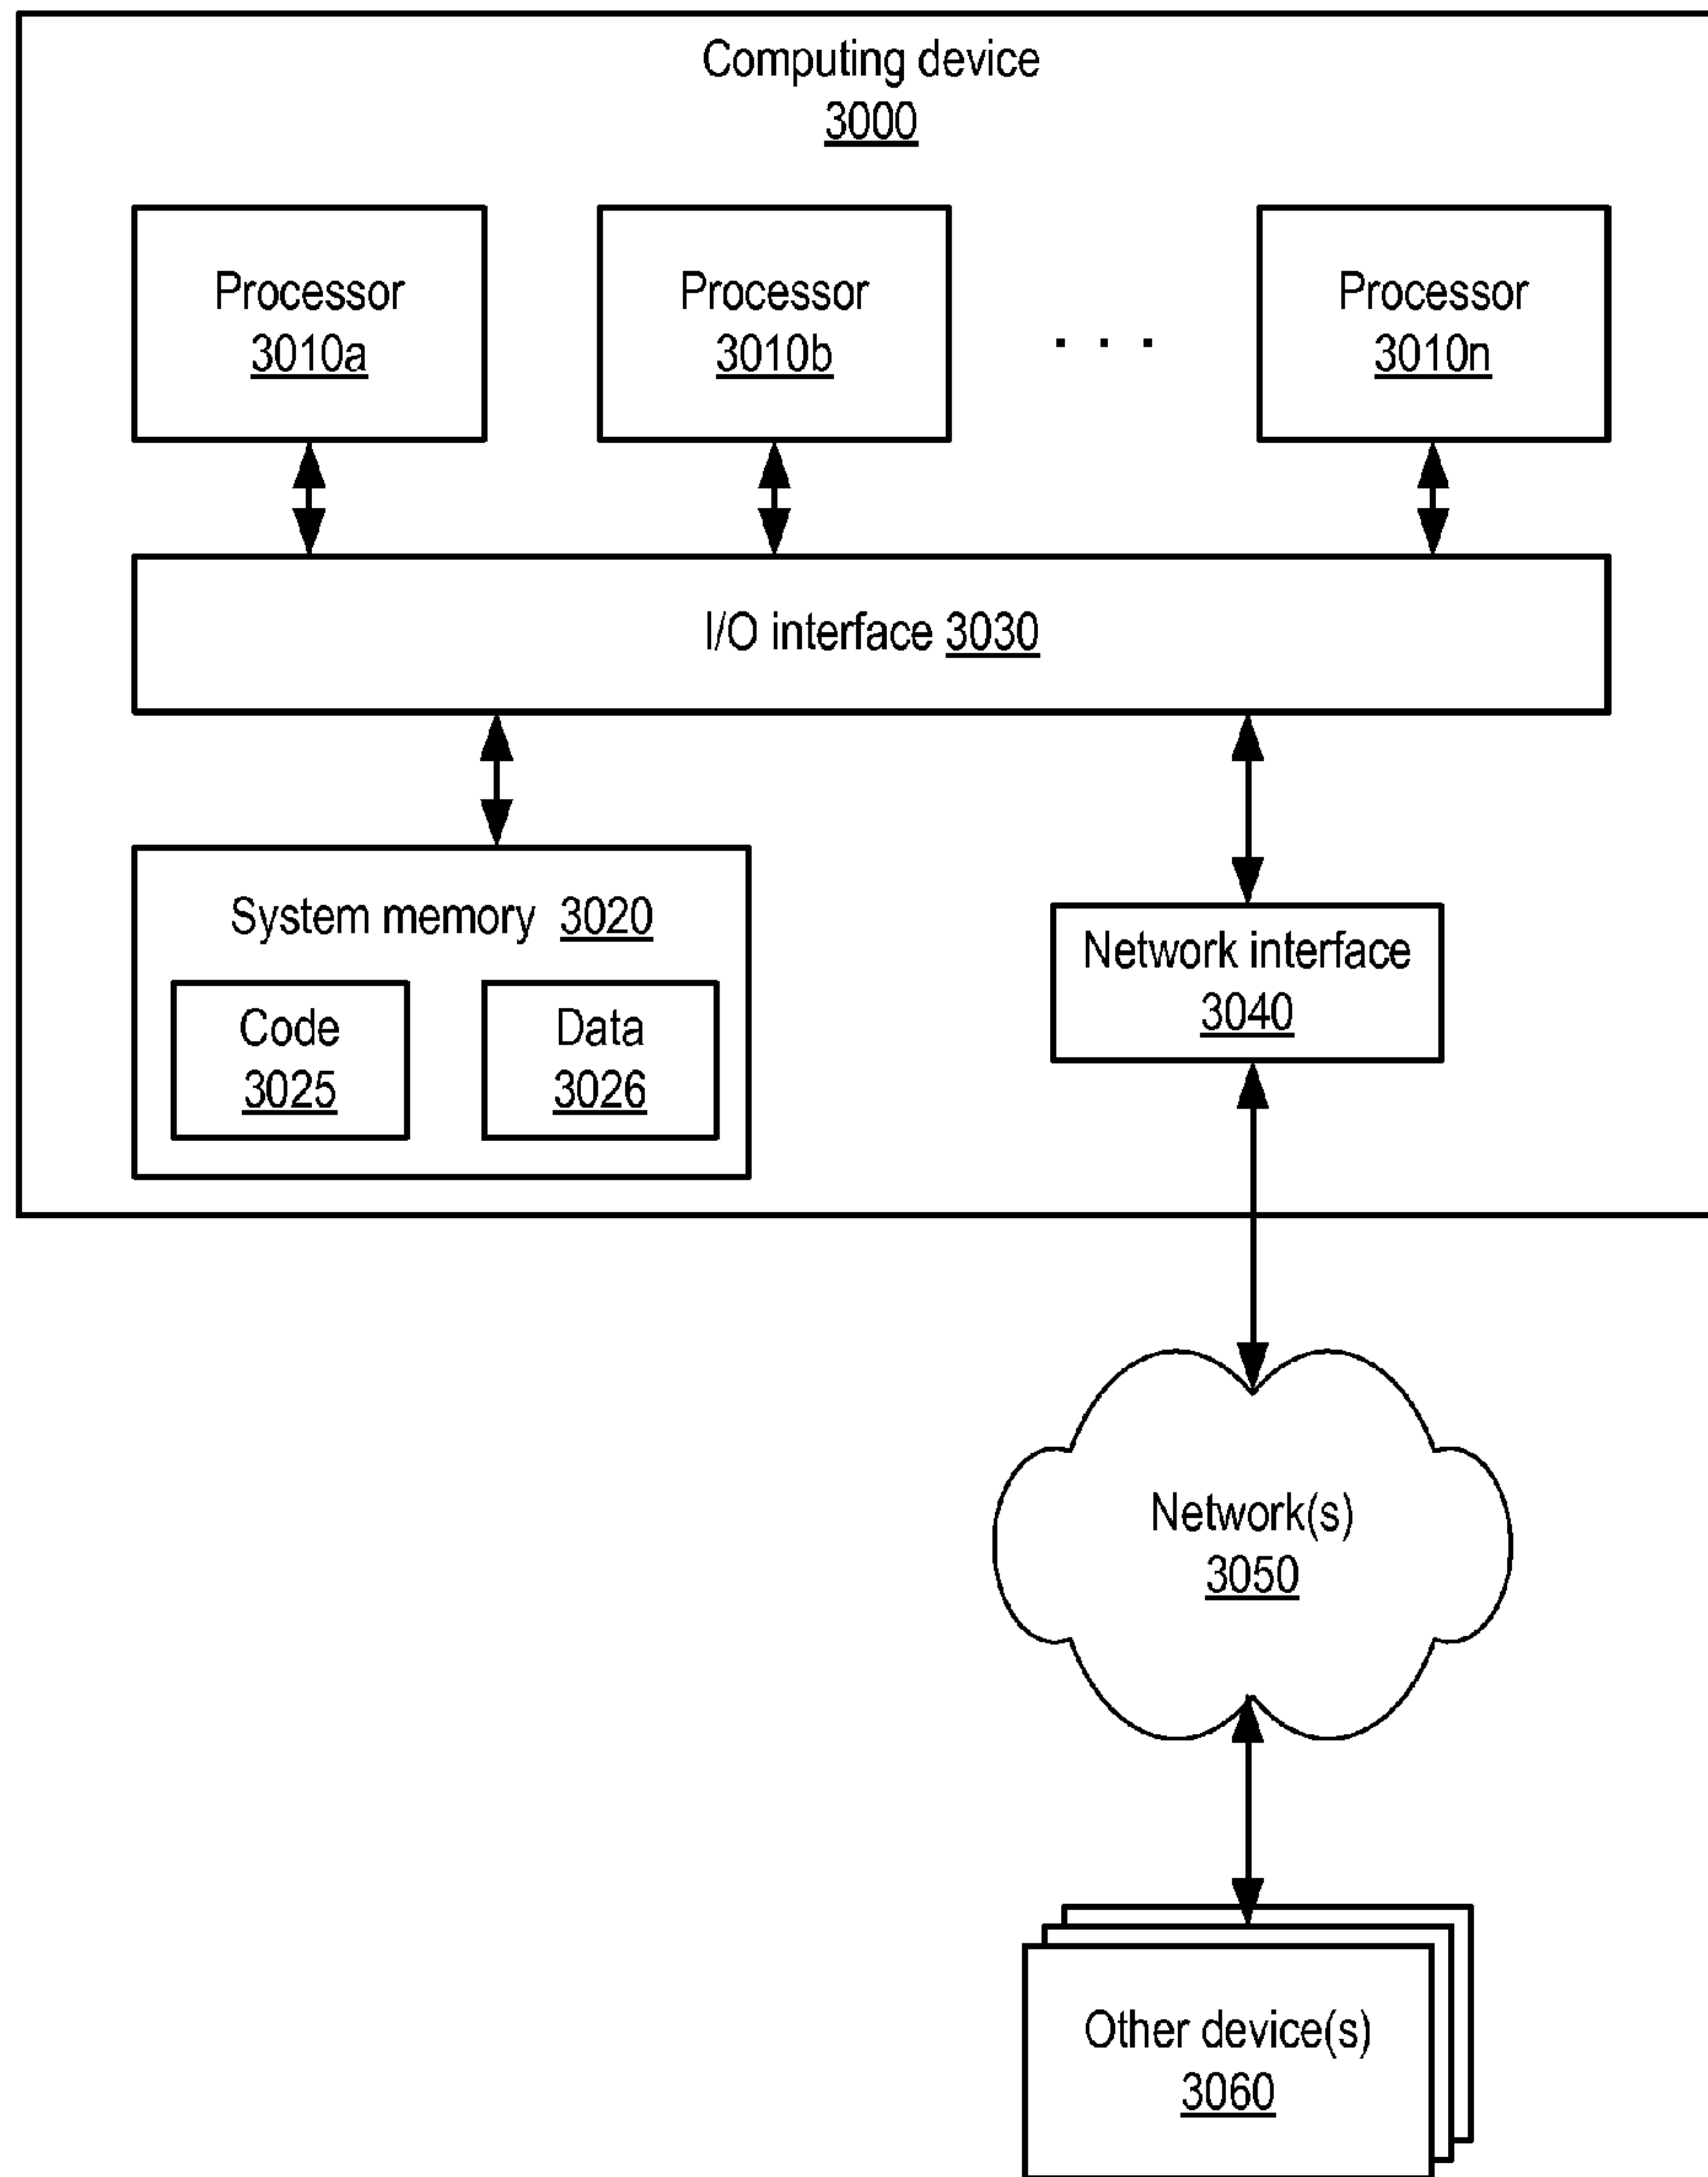 Computing device
3000
Processor
3010a
Processor
3010b
. . .
Processor
3010n
I/O interface 3030
System memory 3020
Code
3025
Data
3026
Network interface
3040
Network(s)
3050
Other device(s)
3060